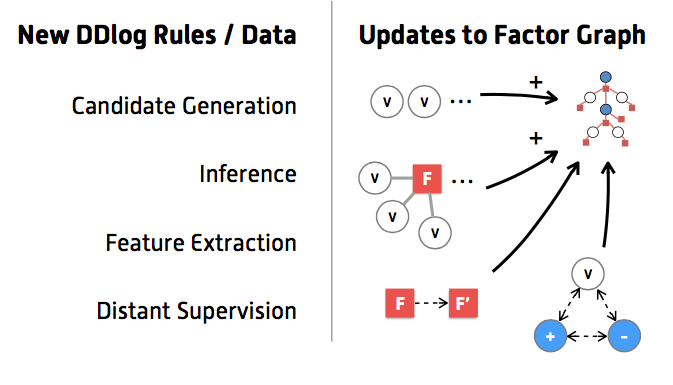 New DDlog Rules / Data
Updates to Factor Graph
Candidate Generation
v v ...
+
+
Inference
v F ...
v
v
Feature Extraction
Distant Supervision
F F′
v
+ -